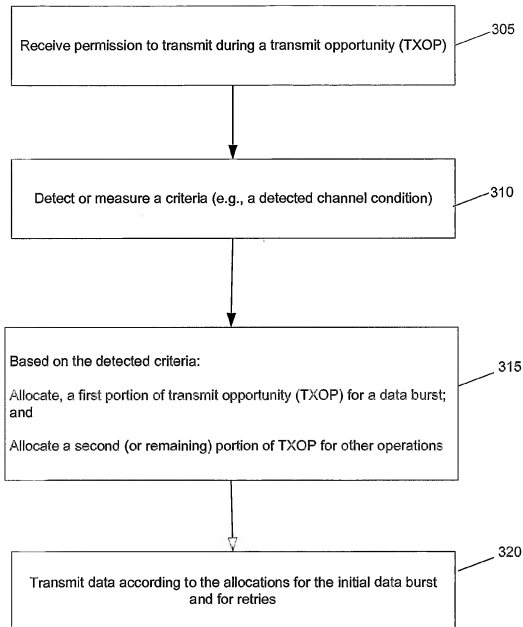 Receive permission to transmit during a transmit opportunity (TXOP)
305
Detect or measure a criteria (e.g., a detected channel condition)
310
Based on the detected criteria:
Allocate, a first portion of transmit opportunity (TXOP) for a data burst;
and
Allocate a second (or remaining) portion of TXOP for other operations
315
Transmit data according to the allocations for the initial data burst
and for retries
320